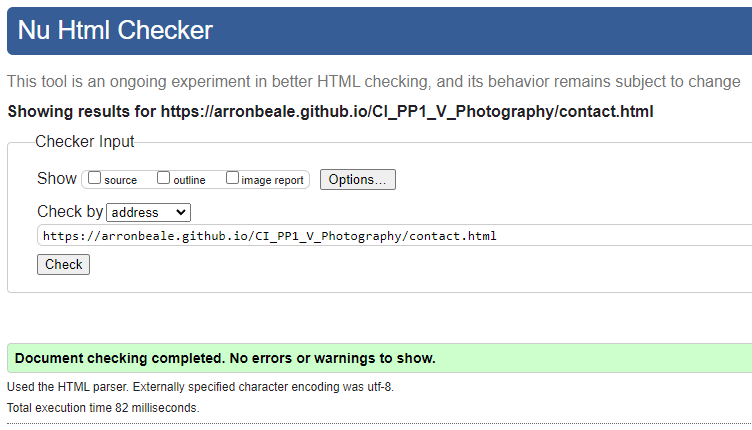 Nu Html Checker
This tool is an ongoing experiment in better HTML checking, and its behavior remains subject to change
Showing results for https://arronbeale.github.io/CI_PP1_V_Photography/contact.html
Checker Input
Show source outline image report Options...
Check by address
https://arronbeale.github.io/CI_PP1_V_Photography/contact.html
Check
Document checking completed. No errors or warnings to show.
Used the HTML parser. Externally specified character encoding was utf-8.
Total execution time 82 milliseconds.